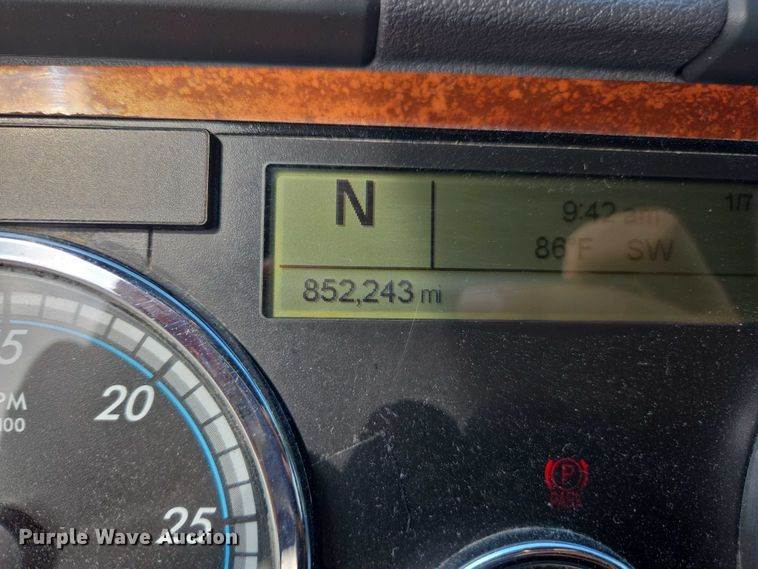 N
9:42 am
1/7
86°F SW
852,243 mi
5
PM
100
20
25
P
Purple Wave Auction